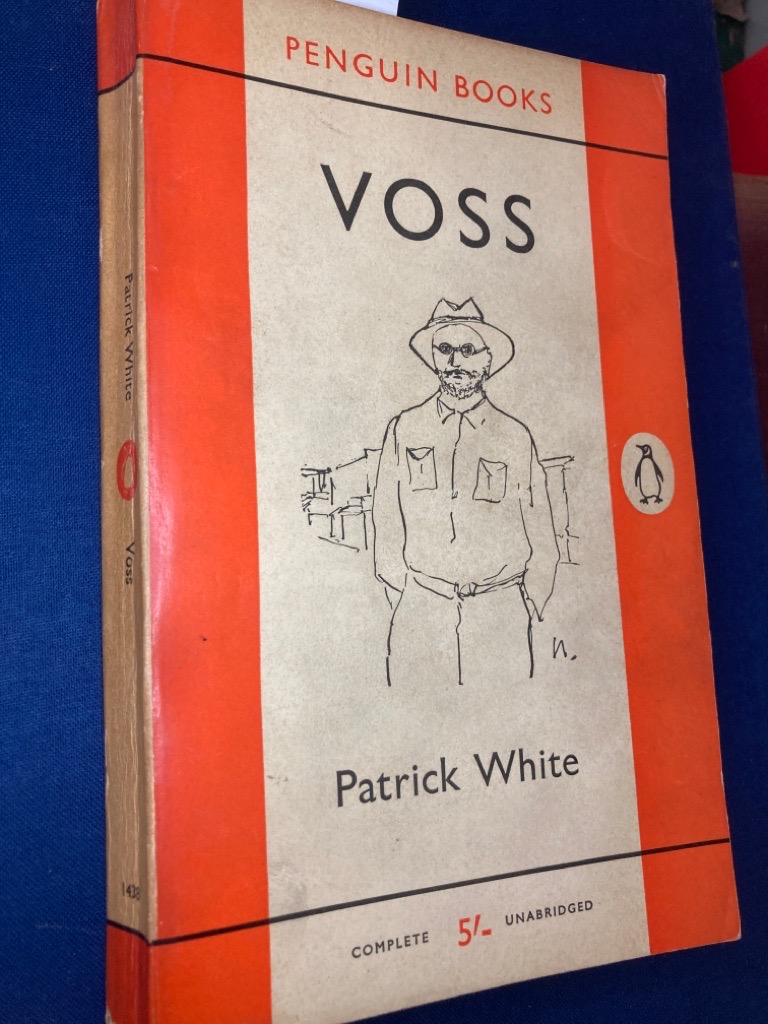 PENGUIN BOOKS
VOSS
n.
Patrick White
COMPLETE 5/- UNABRIDGED
Patrick White
Voss
1438